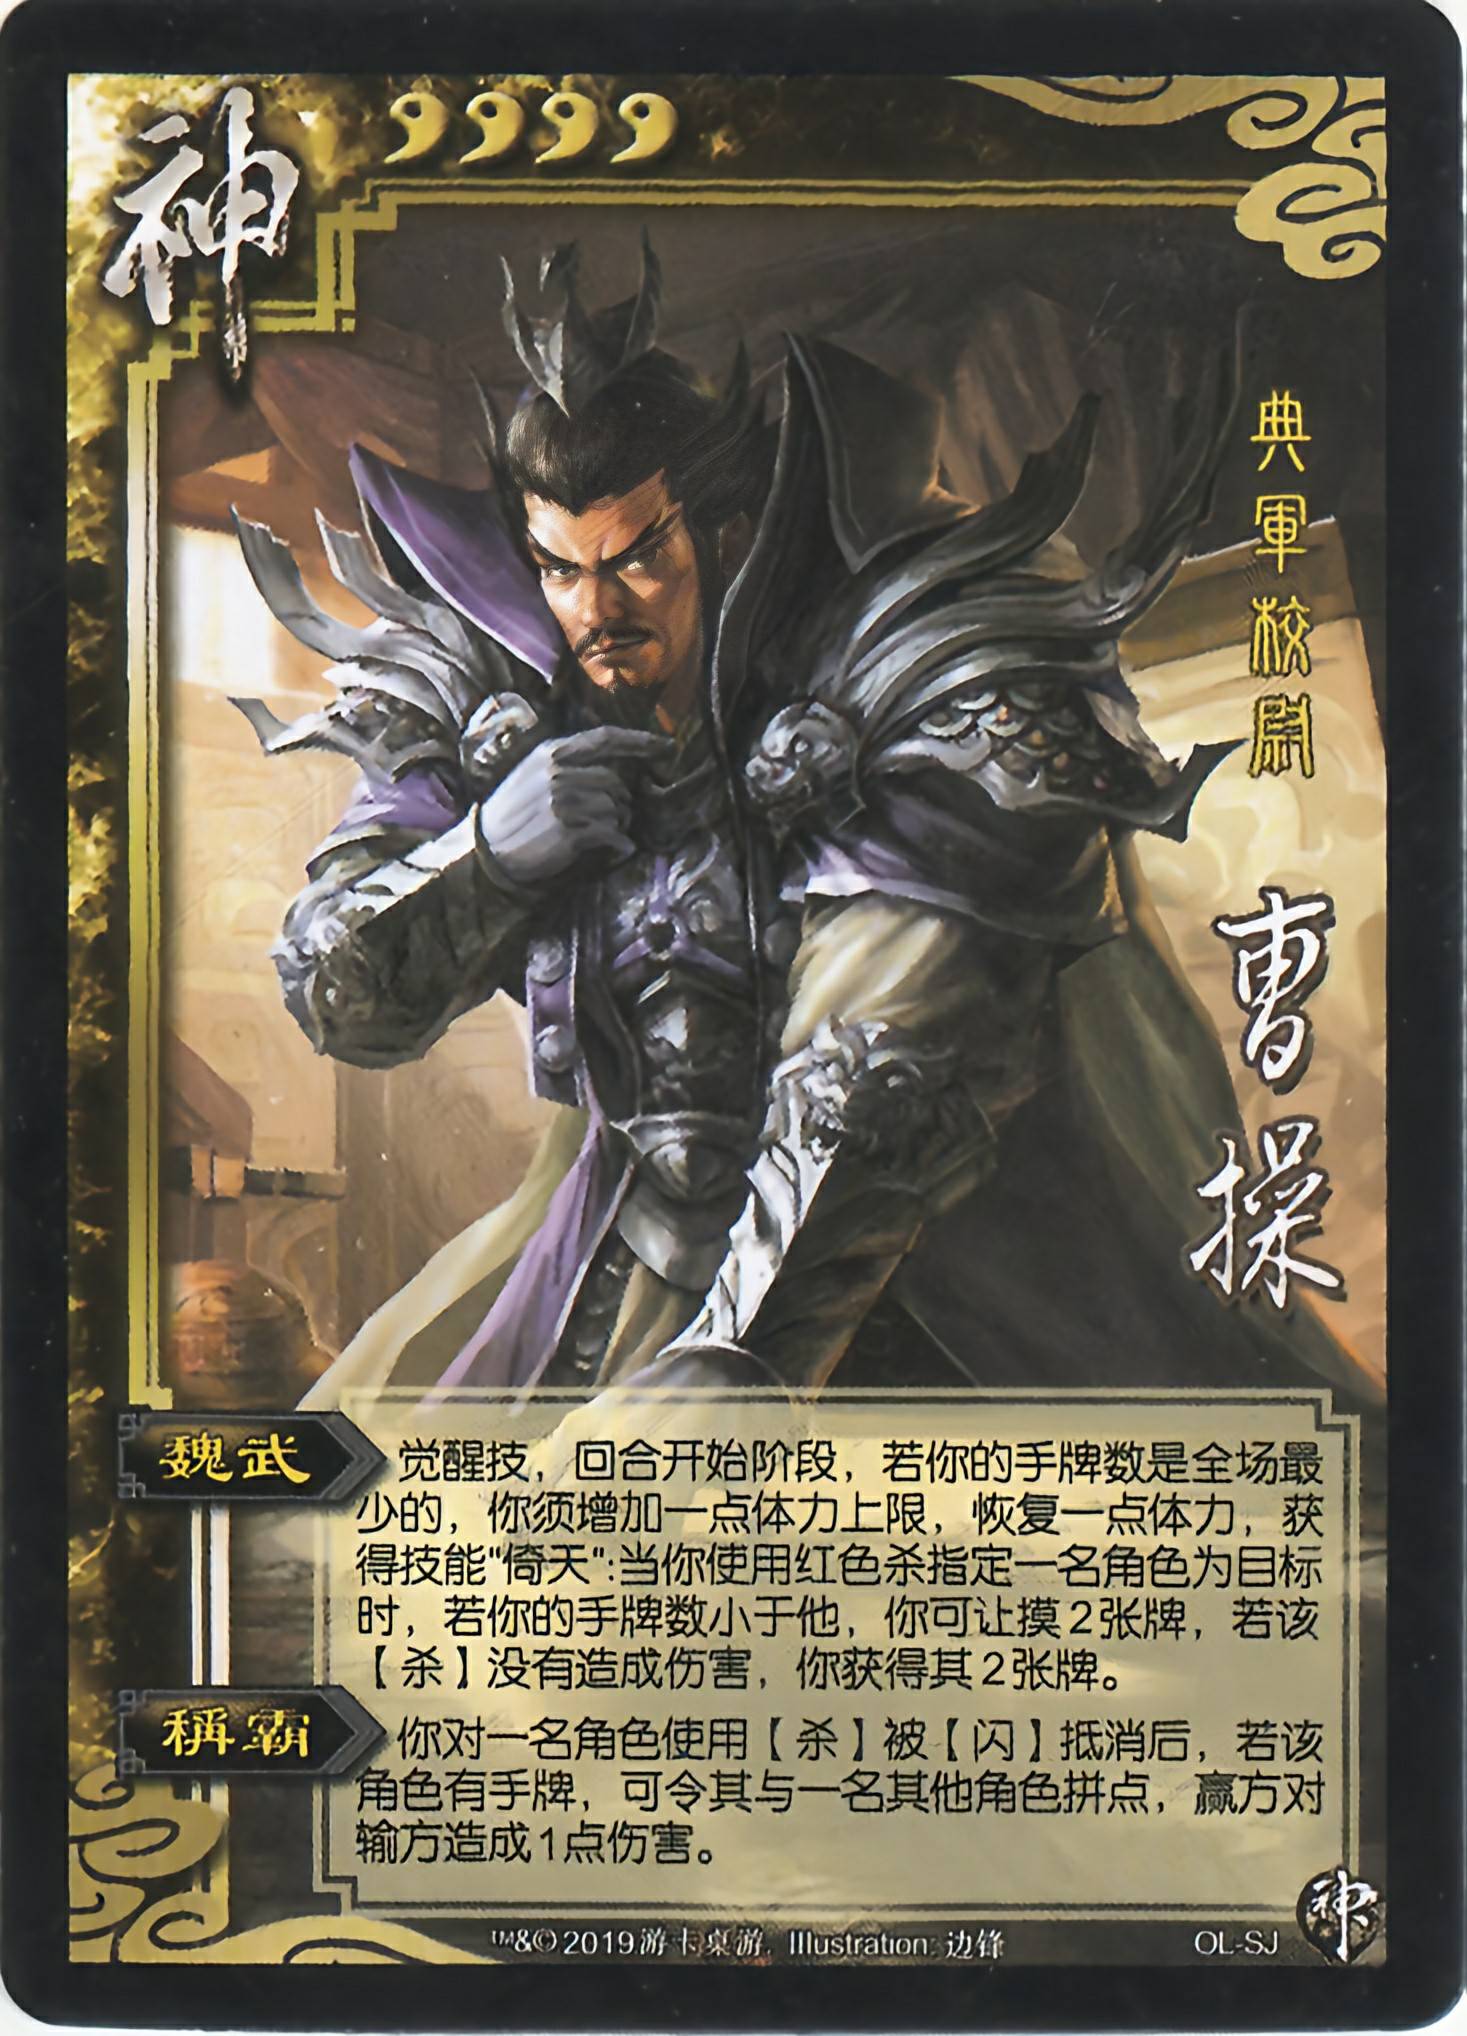 神
典軍校尉
曹操
魏武
觉醒技，回合开始阶段，若你的手牌数是全场最
少的，你须增加一点体力上限，恢复一点体力，获
得技能"倚天":当你使用红色杀指定一名角色为目标
时，若你的手牌数小于他，你可让摸2张牌，若该
【杀】没有造成伤害，你获得其2张牌。
稱霸
你对一名角色使用【杀】被【闪】抵消后，若该
角色有手牌，可令其与一名其他角色拼点，赢方对
输方造成1点伤害。
™&©2019游卡桌游. Illustration: 边锋
OL-SJ
神